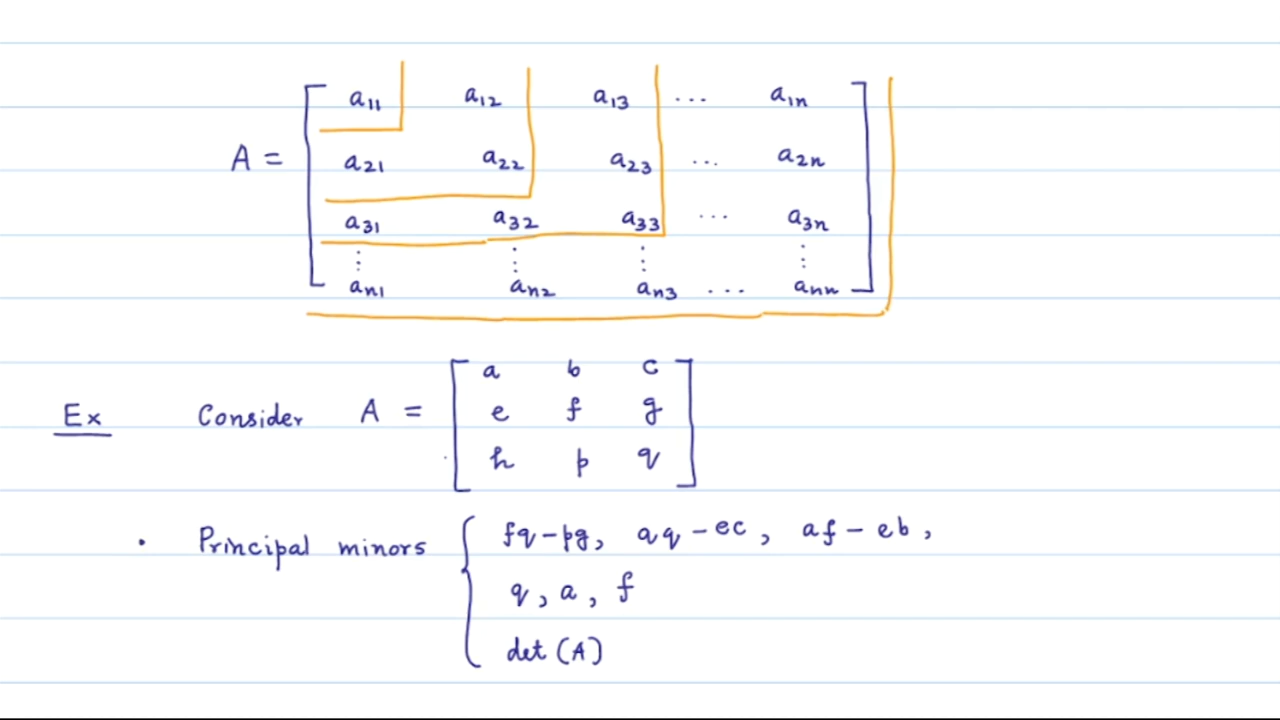 a11 a12 a13 ... a1n
A = a21 a22 a23 ... a2n
a31 a32 a33 ... a3n
⋮ ⋮ ⋮ ⋮
an1 an2 an3 ... ann
a b c
Ex Consider A = e f g
h p q
• Principal minors { fq-pg, aq-ec, af-eb,
q, a, f
det (A)